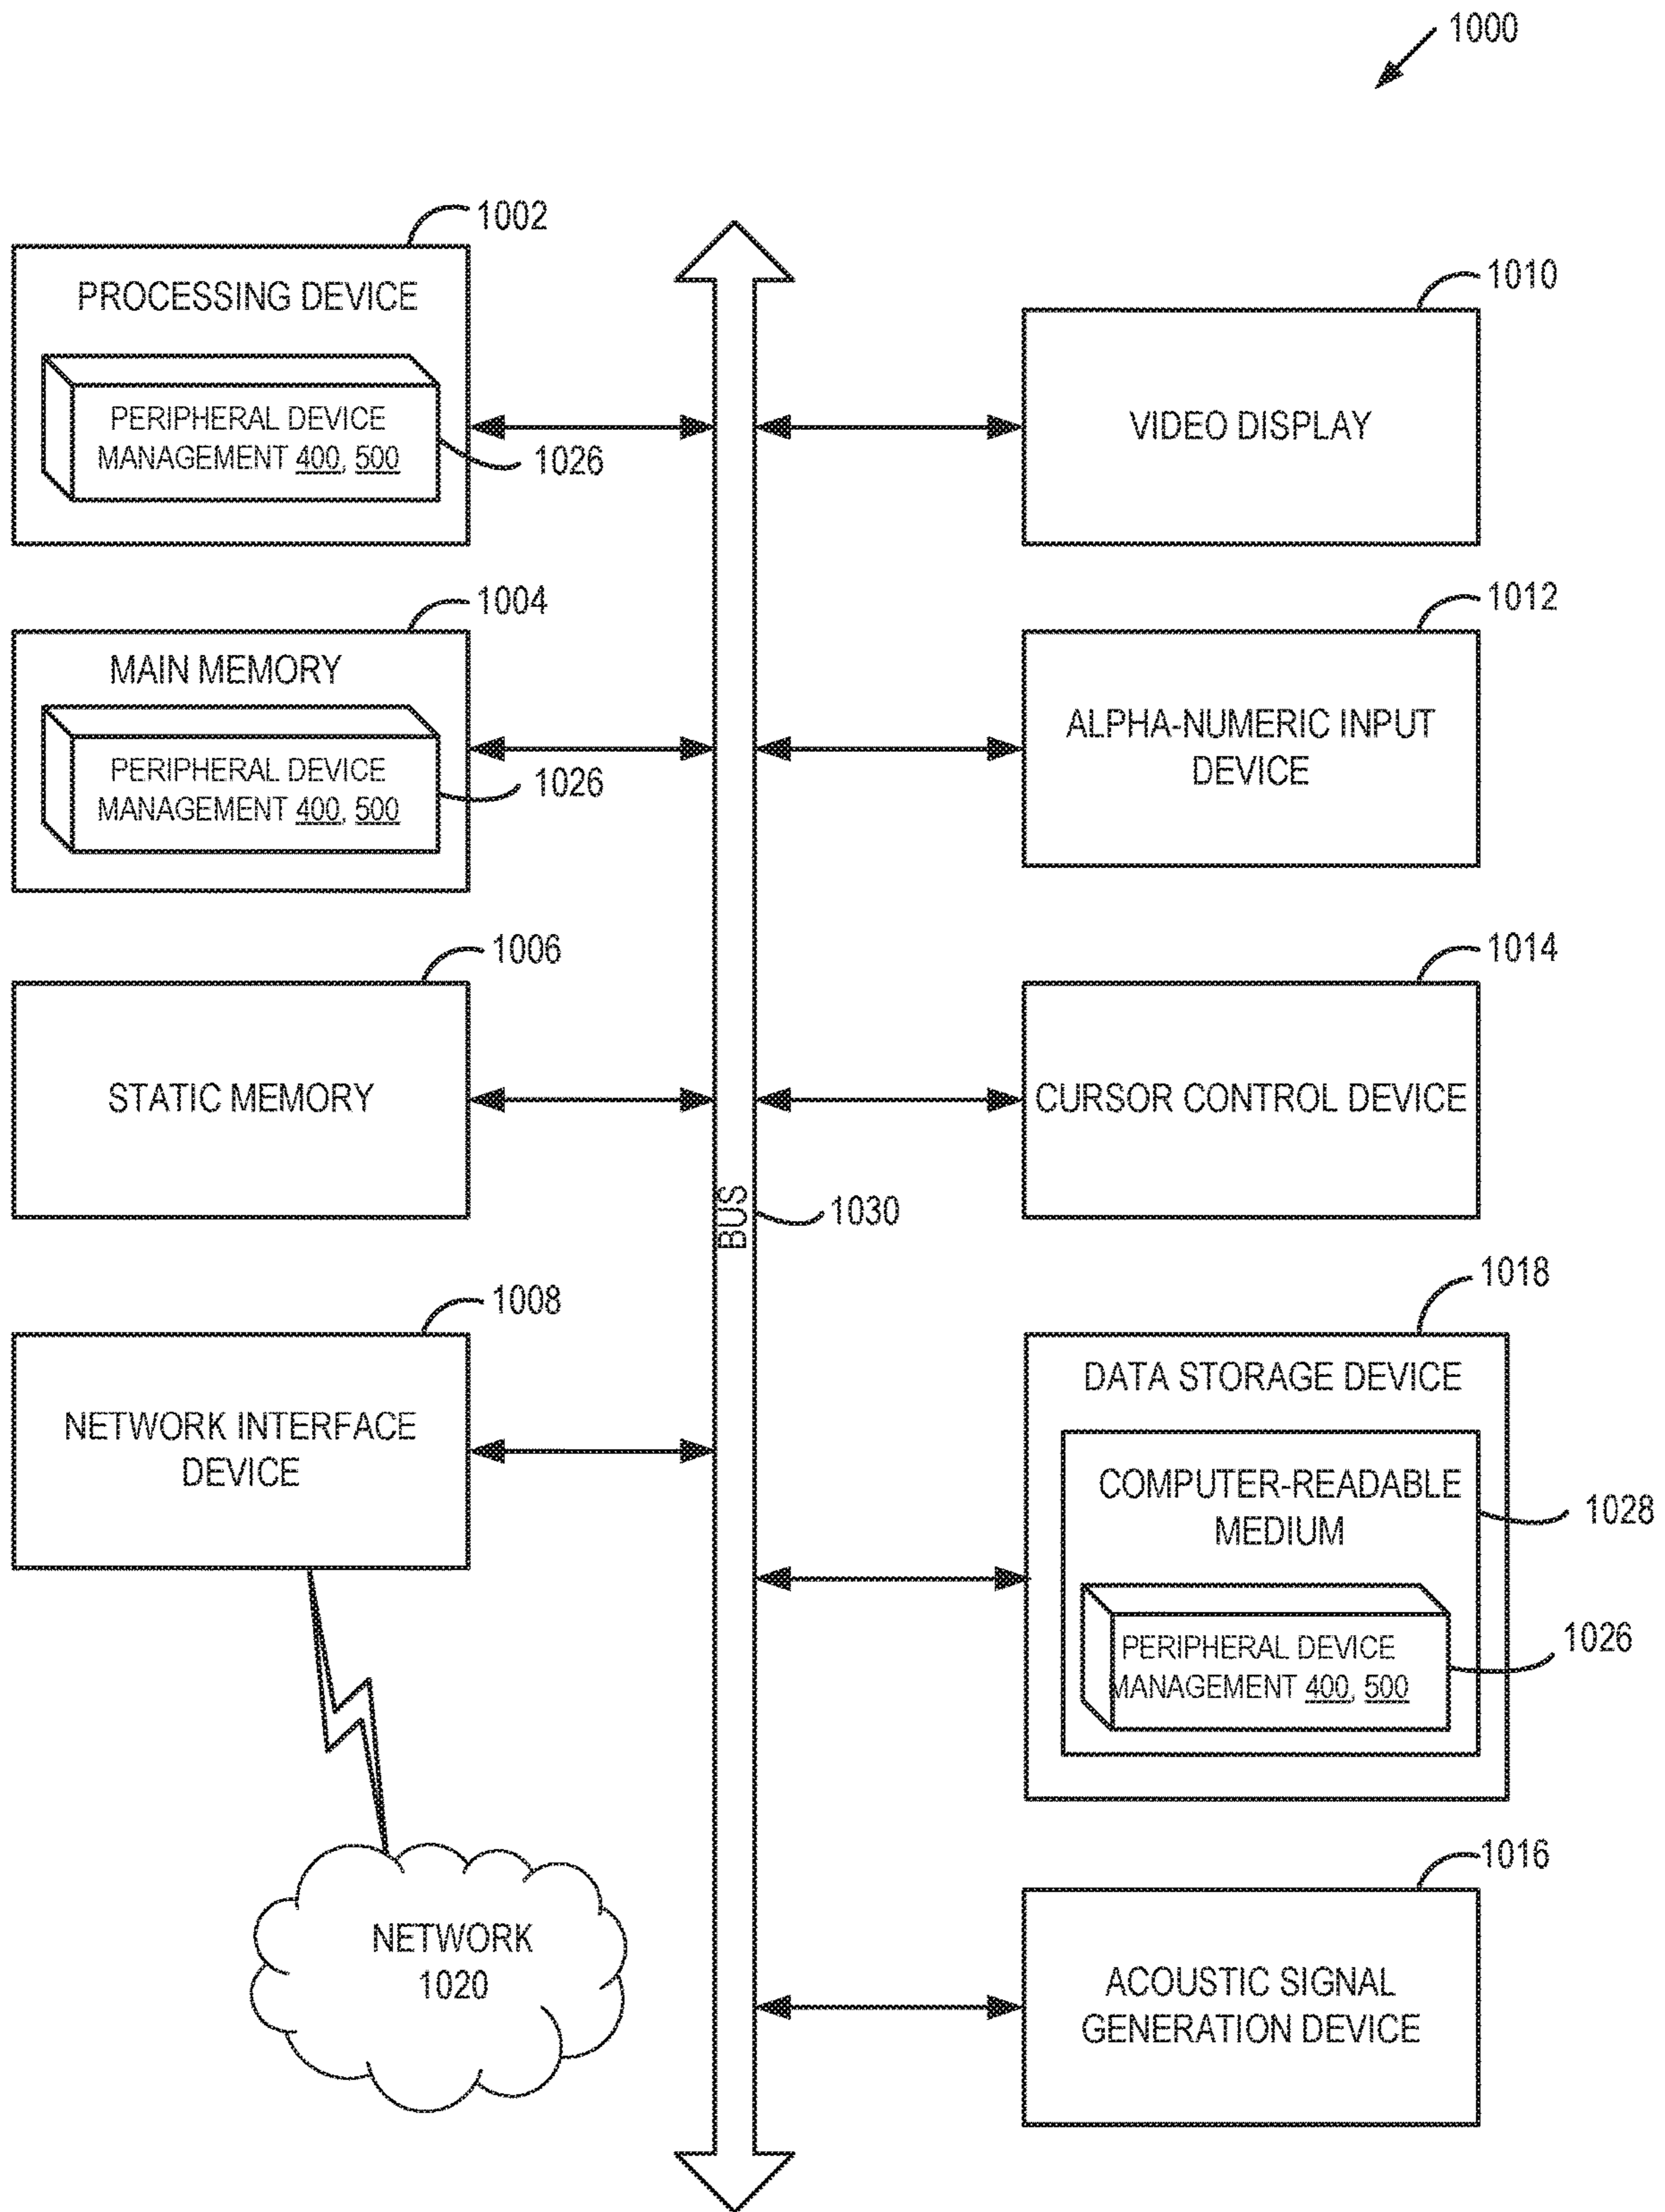 1000
1002
PROCESSING DEVICE
PERIPHERAL DEVICE
MANAGEMENT 400, 500
1026
1004
MAIN MEMORY
PERIPHERAL DEVICE
MANAGEMENT 400, 500
1026
1006
STATIC MEMORY
1008
NETWORK INTERFACE
DEVICE
NETWORK
1020
BUS
1030
1010
VIDEO DISPLAY
1012
ALPHA-NUMERIC INPUT
DEVICE
1014
CURSOR CONTROL DEVICE
1018
DATA STORAGE DEVICE
COMPUTER-READABLE
MEDIUM
1028
PERIPHERAL DEVICE
MANAGEMENT 400, 500
1026
1016
ACOUSTIC SIGNAL
GENERATION DEVICE